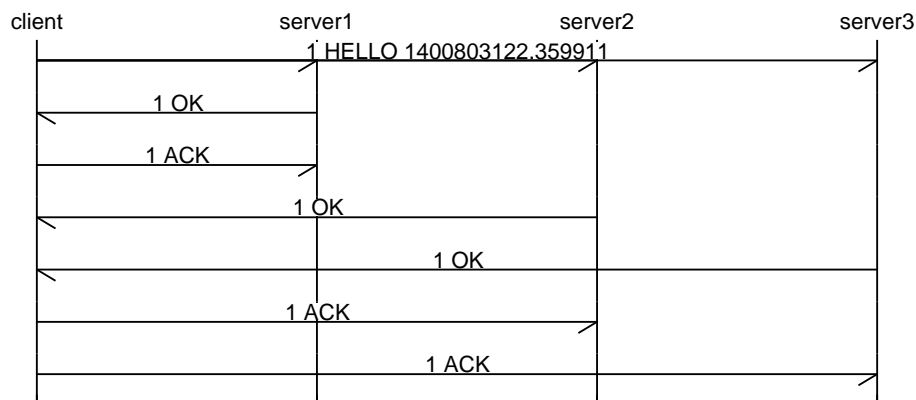 client server1 server2 server3
1 HELLO 1400803122.359911
1 OK
1 ACK
1 OK
1 OK
1 ACK
1 ACK